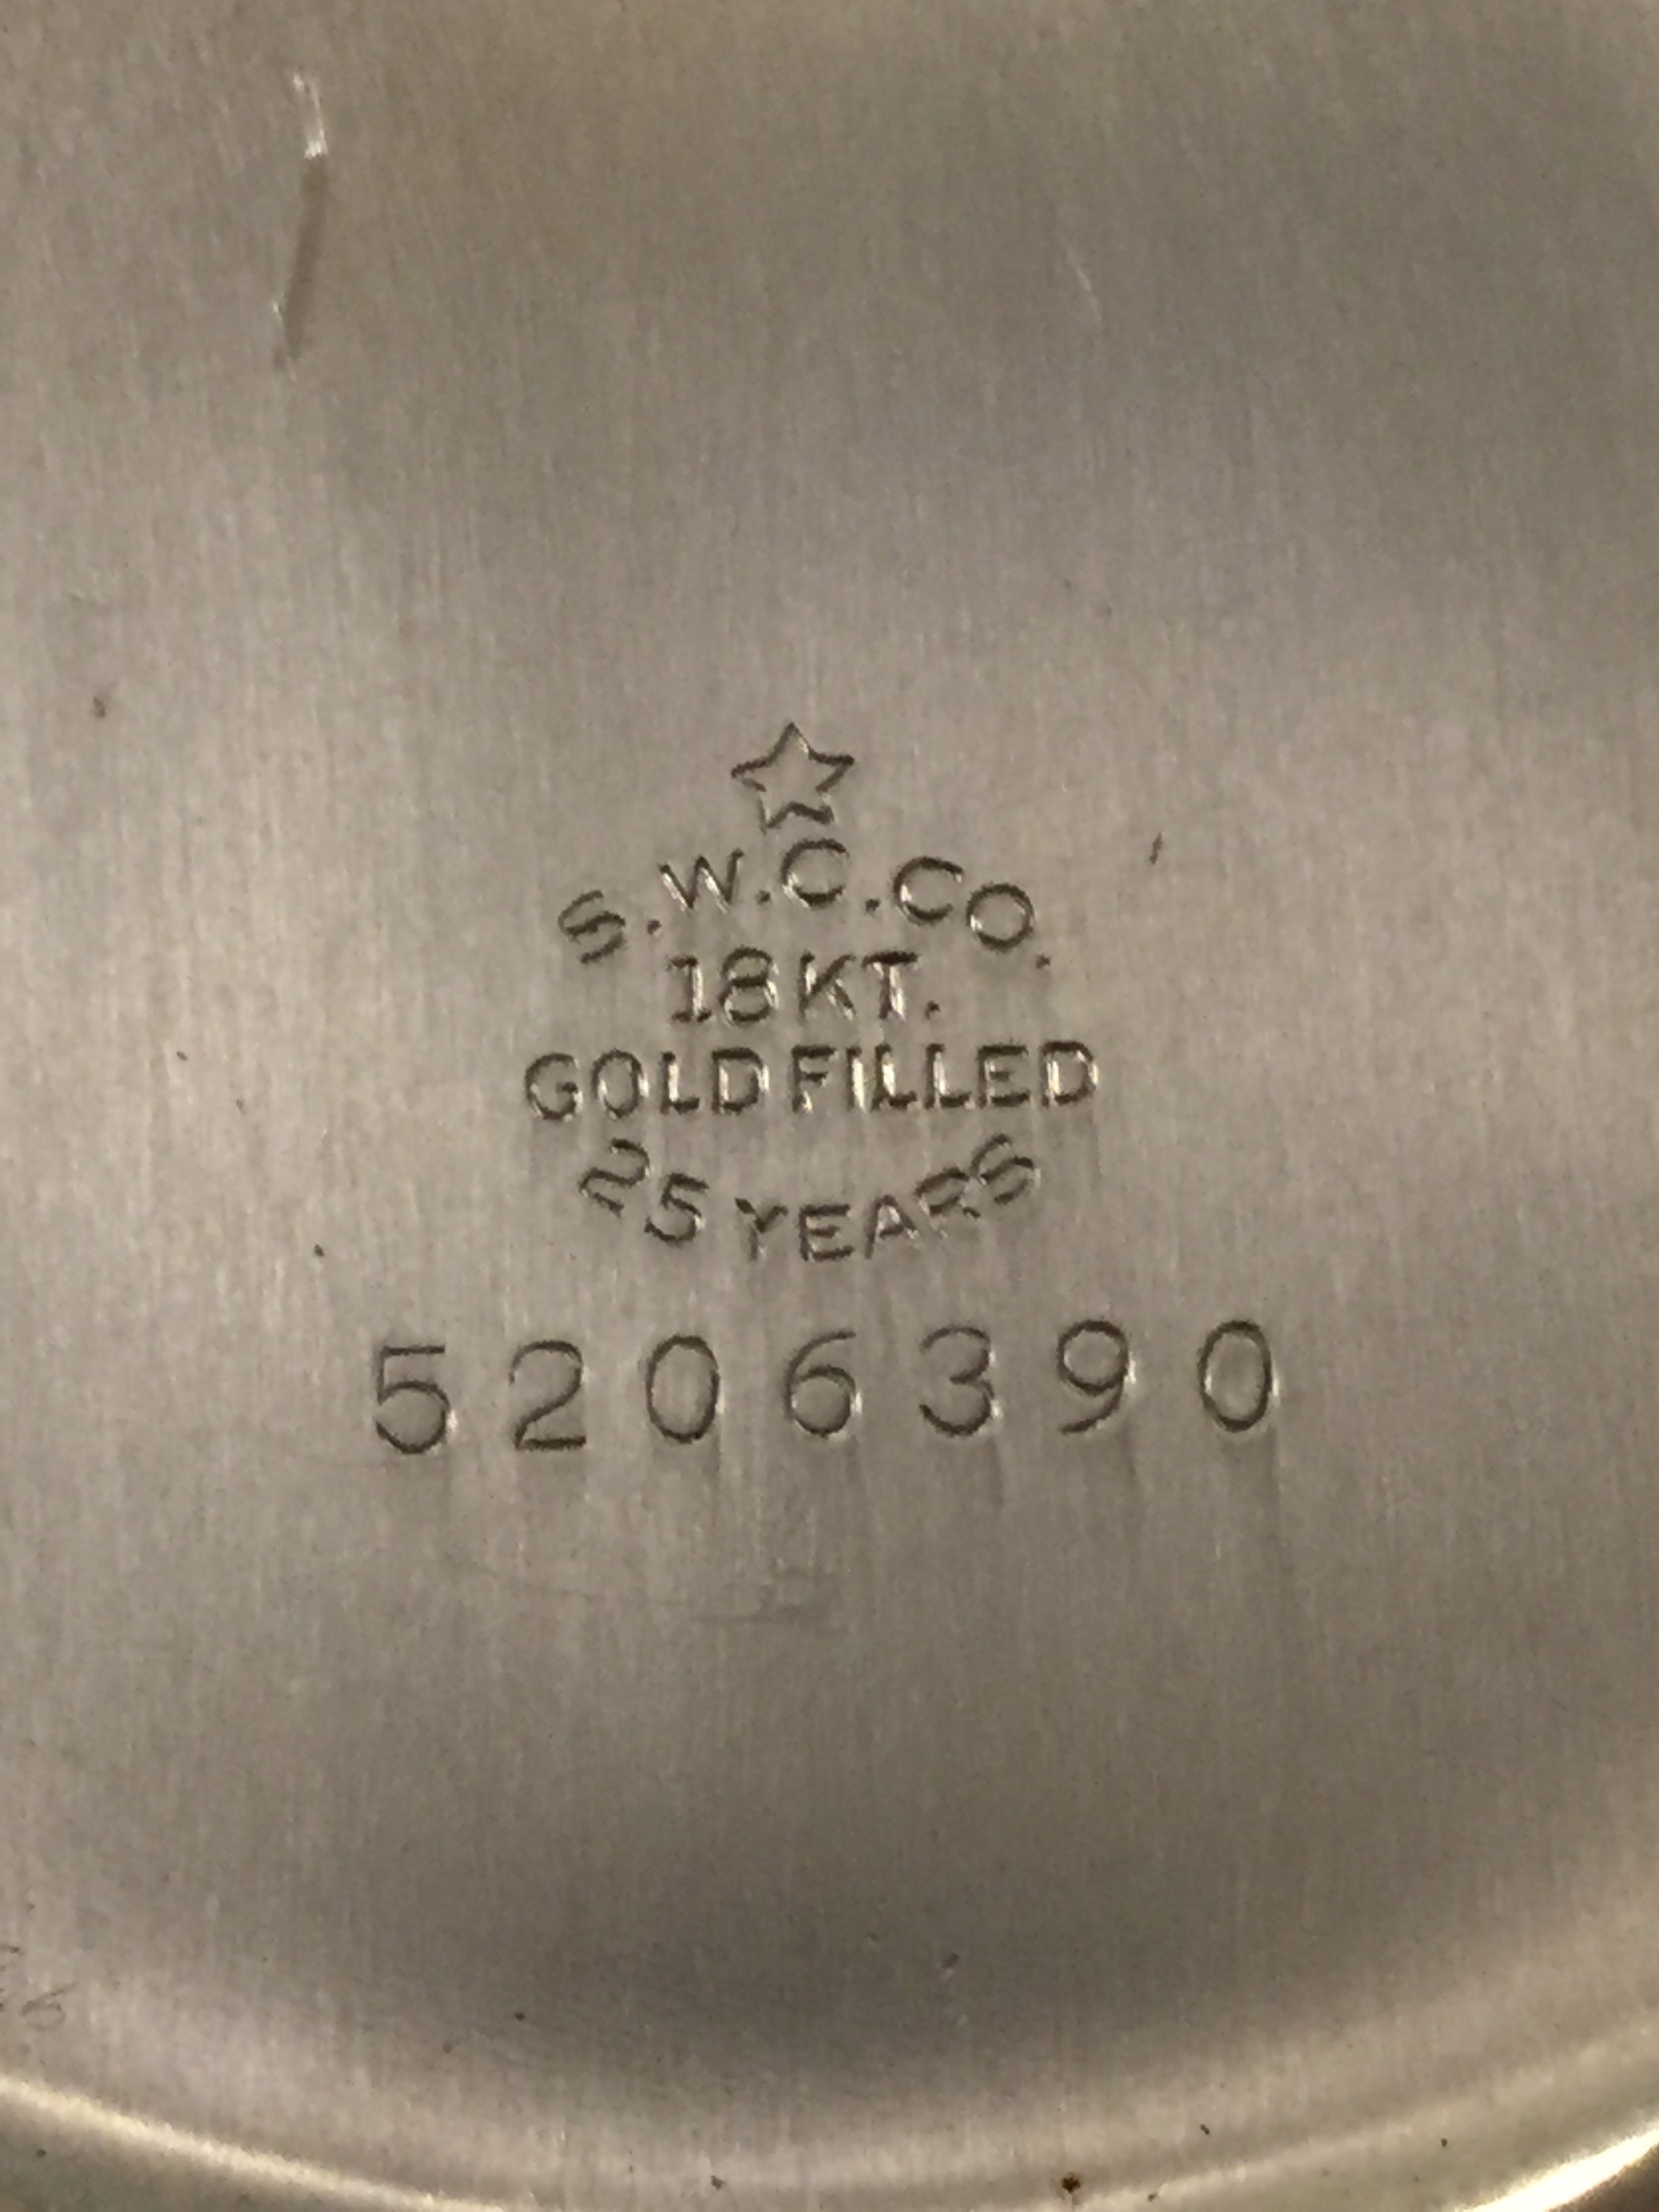 S.W.C.CO.
18KT.
GOLD FILLED
25 YEARS
5206390